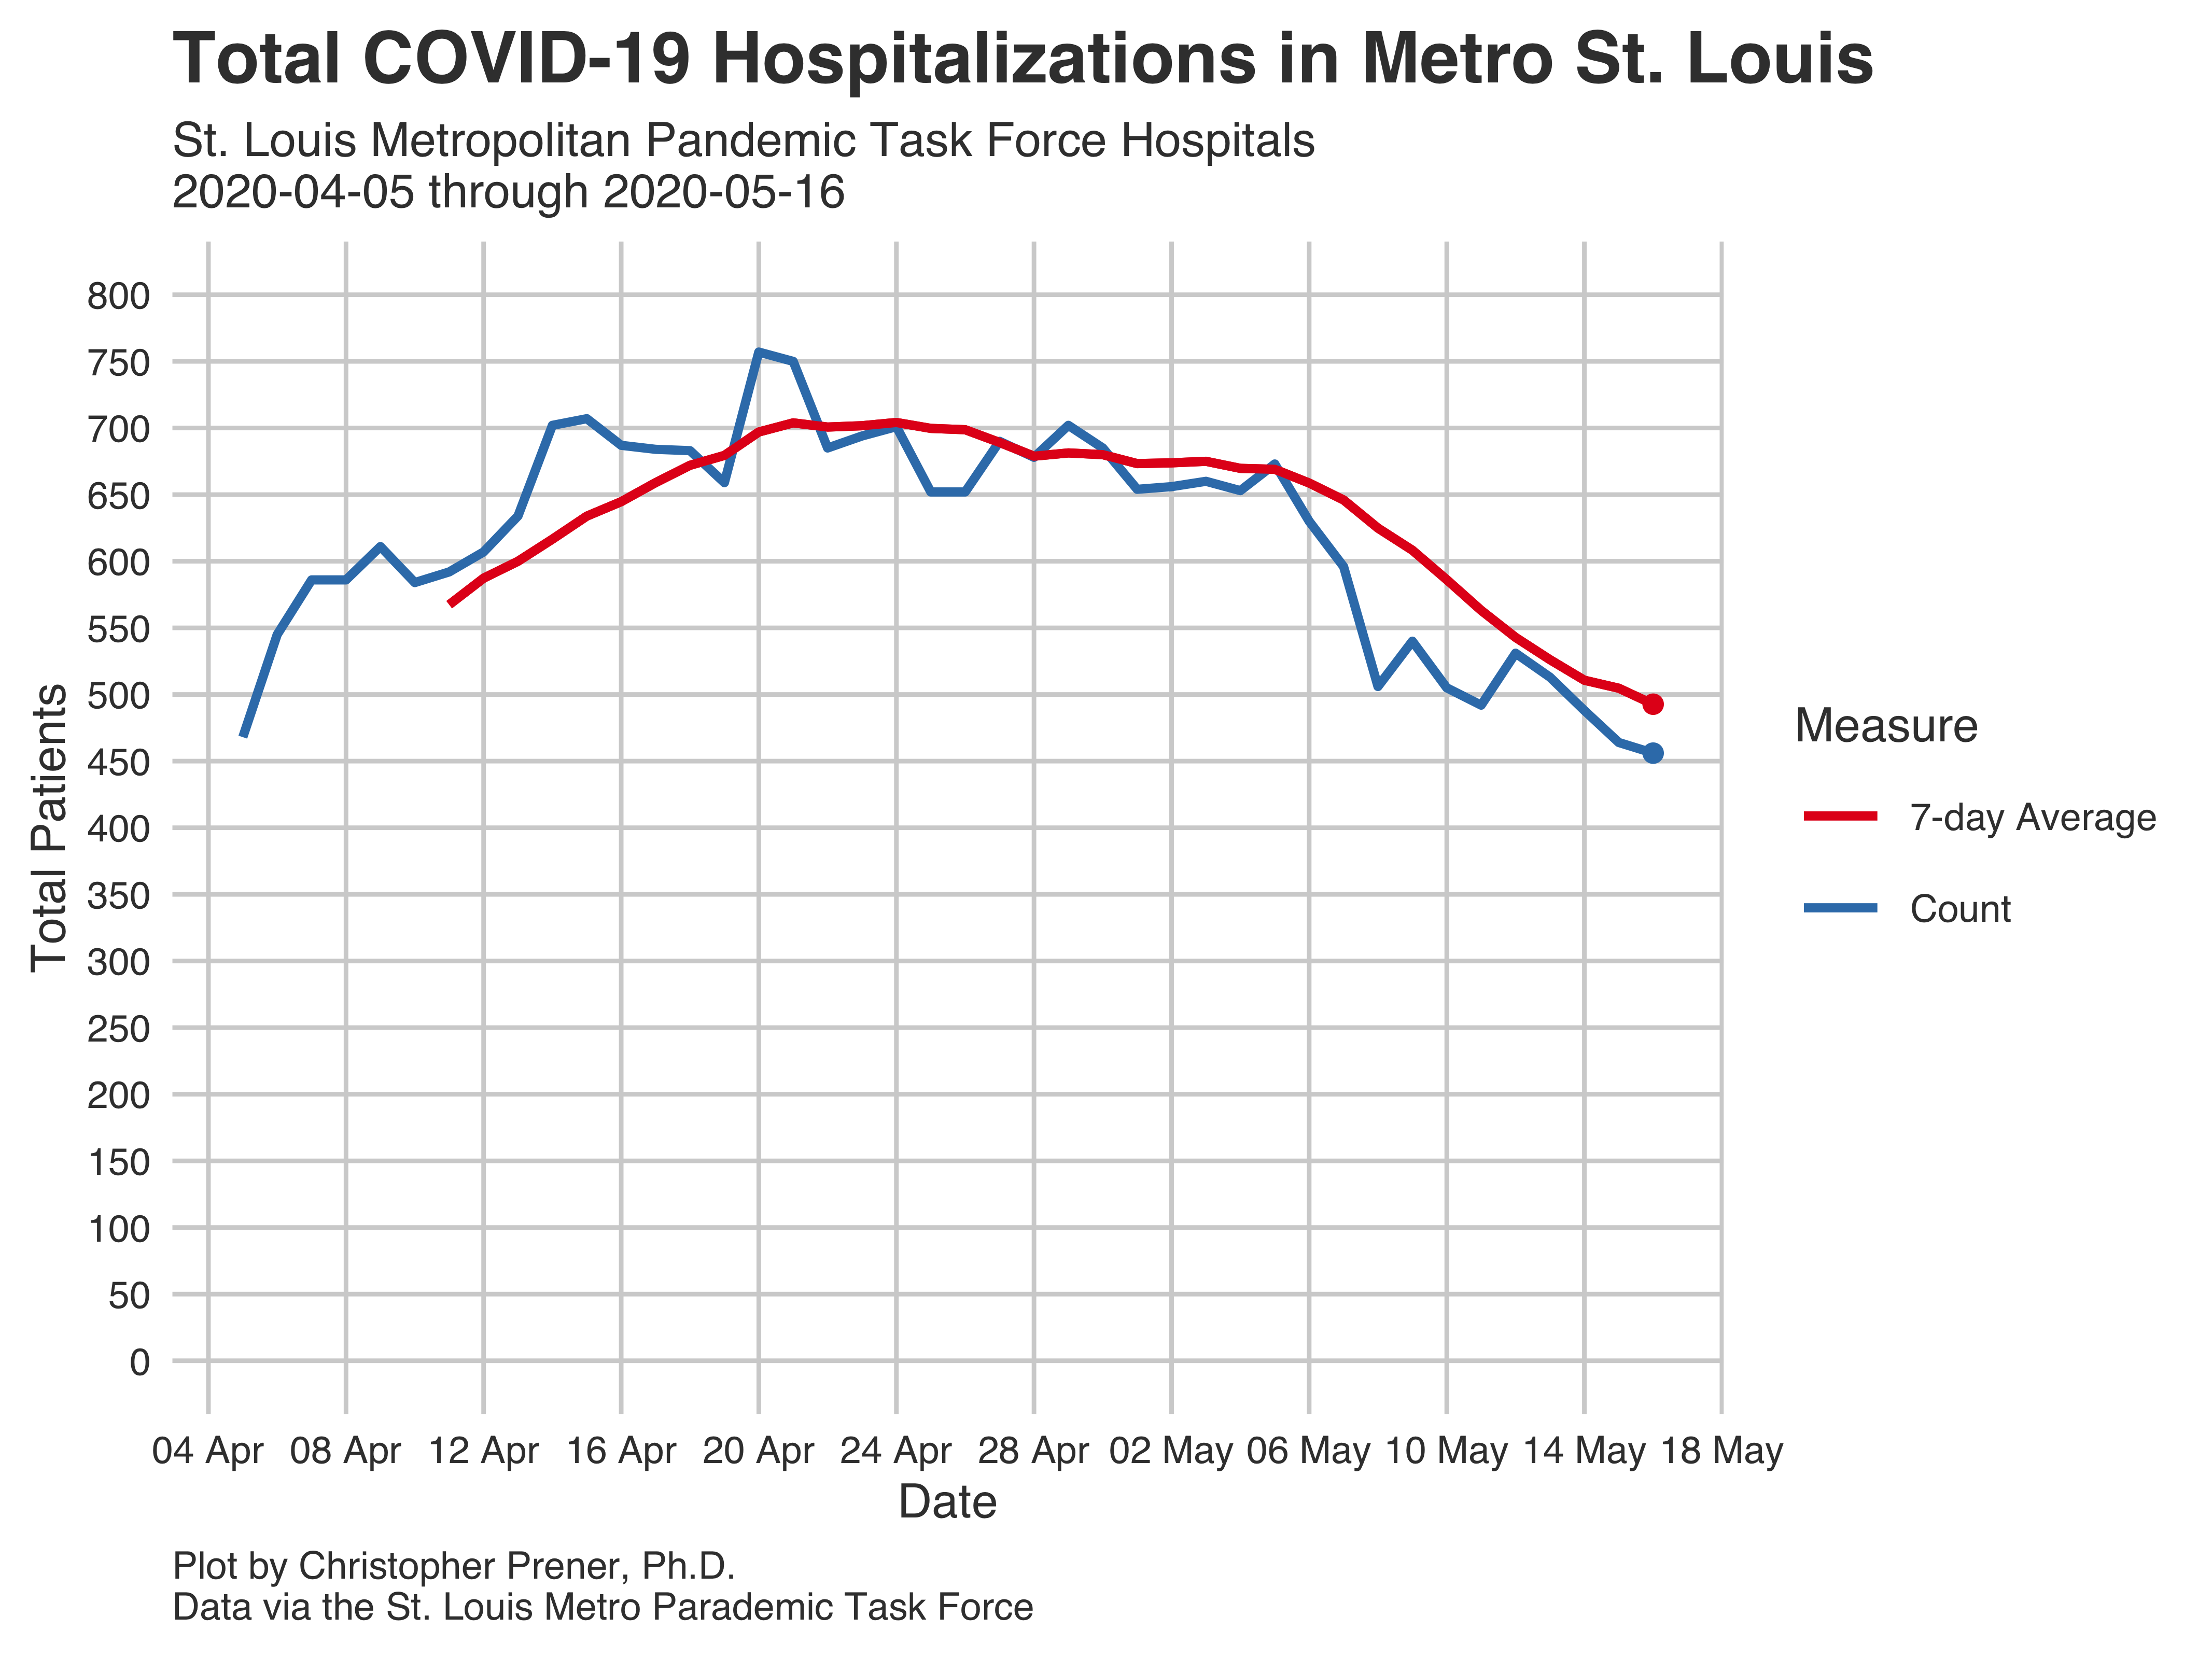 Total COVID-19 Hospitalizations in Metro St. Louis
St. Louis Metropolitan Pandemic Task Force Hospitals
2020-04-05 through 2020-05-16
800
750
700
650
600
550
500
450
400
350
300
250
200
150
100
50
0
Total Patients
04 Apr 08 Apr 12 Apr 16 Apr 20 Apr 24 Apr 28 Apr 02 May 06 May 10 May 14 May 18 May
Date
Measure
7-day Average
Count
Plot by Christopher Prener, Ph.D.
Data via the St. Louis Metro Parademic Task Force